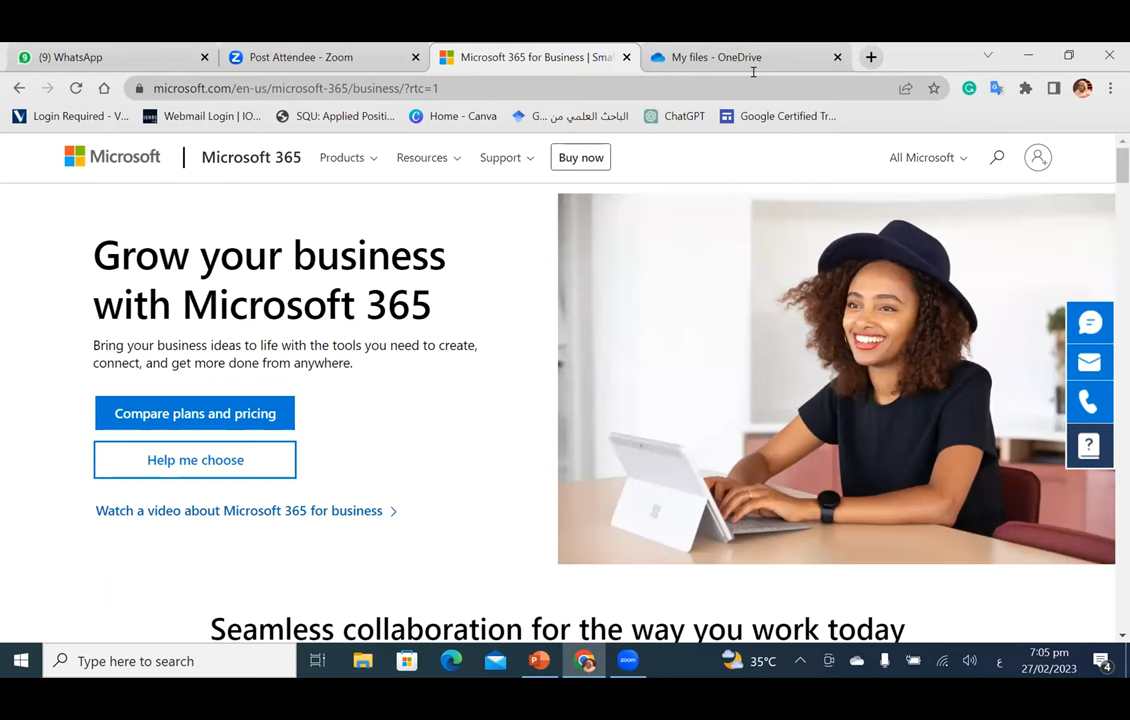 (9) WhatsApp
Post Attendee - Zoom
Microsoft 365 for Business | Sma
My files - OneDrive
microsoft.com/en-us/microsoft-365/business/?rtc=1
Login Required - V...
Webmail Login | IO...
SQU: Applied Positi...
Home - Canva
الباحث العلمي من G...
ChatGPT
Google Certified Tr...
Microsoft
Microsoft 365
Products
Resources
Support
Buy now
All Microsoft
Grow your business
with Microsoft 365
Bring your business ideas to life with the tools you need to create,
connect, and get more done from anywhere.
Compare plans and pricing
Help me choose
Watch a video about Microsoft 365 for business
Seamless collaboration for the way you work today
Type here to search
zoom
35°C
ع
7:05 pm
27/02/2023
4